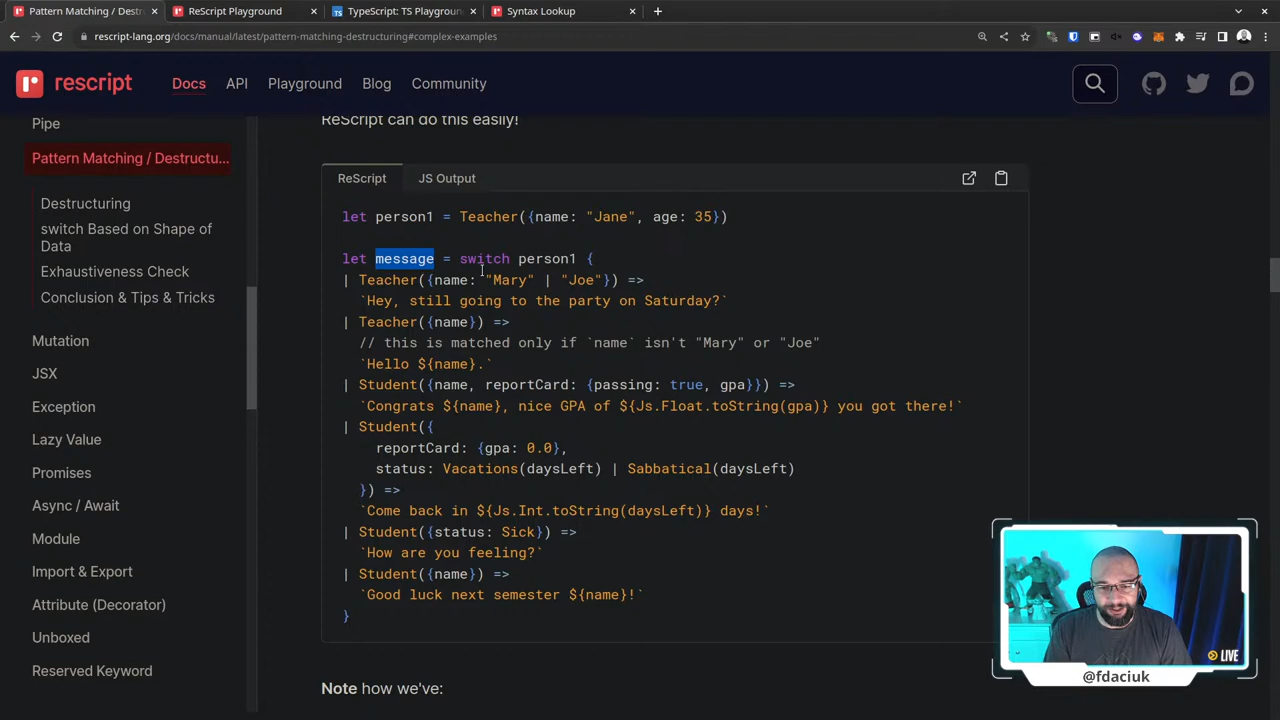 Pattern Matching / Destr
ReScript Playground
TypeScript: TS Playgroun
Syntax Lookup
rescript-lang.org/docs/manual/latest/pattern-matching-destructuring#complex-examples
rescript
Docs
API
Playground
Blog
Community
Pipe
Pattern Matching / Destructu...
Destructuring
switch Based on Shape of
Data
Exhaustiveness Check
Conclusion & Tips & Tricks
Mutation
JSX
Exception
Lazy Value
Promises
Async / Await
Module
Import & Export
Attribute (Decorator)
Unboxed
Reserved Keyword
ReScript can do this easily!
ReScript
JS Output
let person1 = Teacher({name: "Jane", age: 35})
let message = switch person1 {
| Teacher({name: "Mary" | "Joe"}) =>
`Hey, still going to the party on Saturday?`
| Teacher({name}) =>
// this is matched only if `name` isn't "Mary" or "Joe"
`Hello ${name}.`
| Student({name, reportCard: {passing: true, gpa}}) =>
`Congrats ${name}, nice GPA of ${Js.Float.toString(gpa)} you got there!`
| Student({
reportCard: {gpa: 0.0},
status: Vacations(daysLeft) | Sabbatical(daysLeft)
}) =>
`Come back in ${Js.Int.toString(daysLeft)} days!`
| Student({status: Sick}) =>
`How are you feeling?`
| Student({name}) =>
`Good luck next semester ${name}!`
}
Note how we've:
LIVE
@fdaciuk